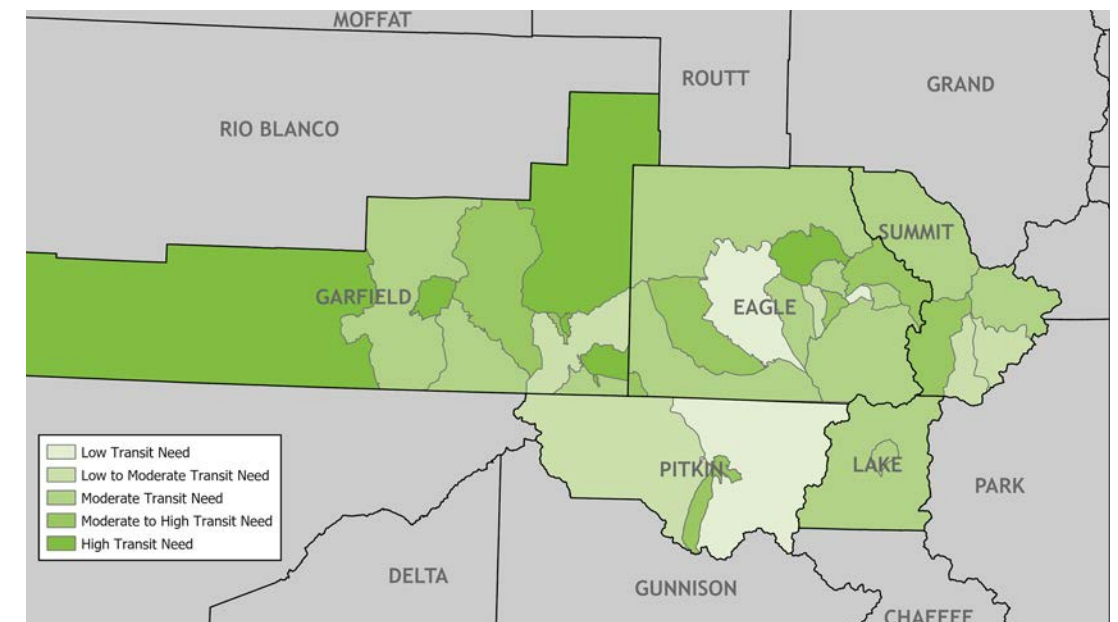 MOFFAT
ROUTT
GRAND
RIO BLANCO
SUMMIT
GARFIELD
EAGLE
PITKIN
LAKE
PARK
Low Transit Need
Low to Moderate Transit Need
Moderate Transit Need
Moderate to High Transit Need
High Transit Need
DELTA
GUNNISON
CHAFFEE